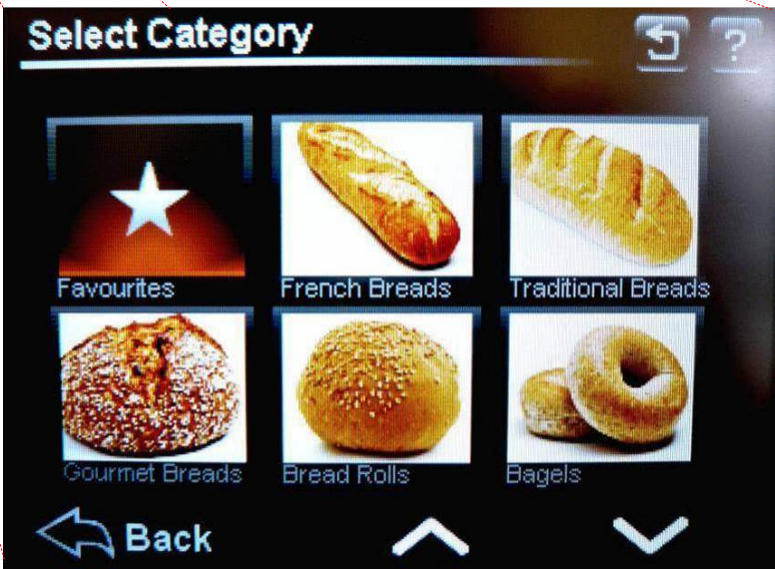 Select Category
?
Favourites
French Breads
Traditional Breads
Gourmet Breads
Bread Rolls
Bagels
Back